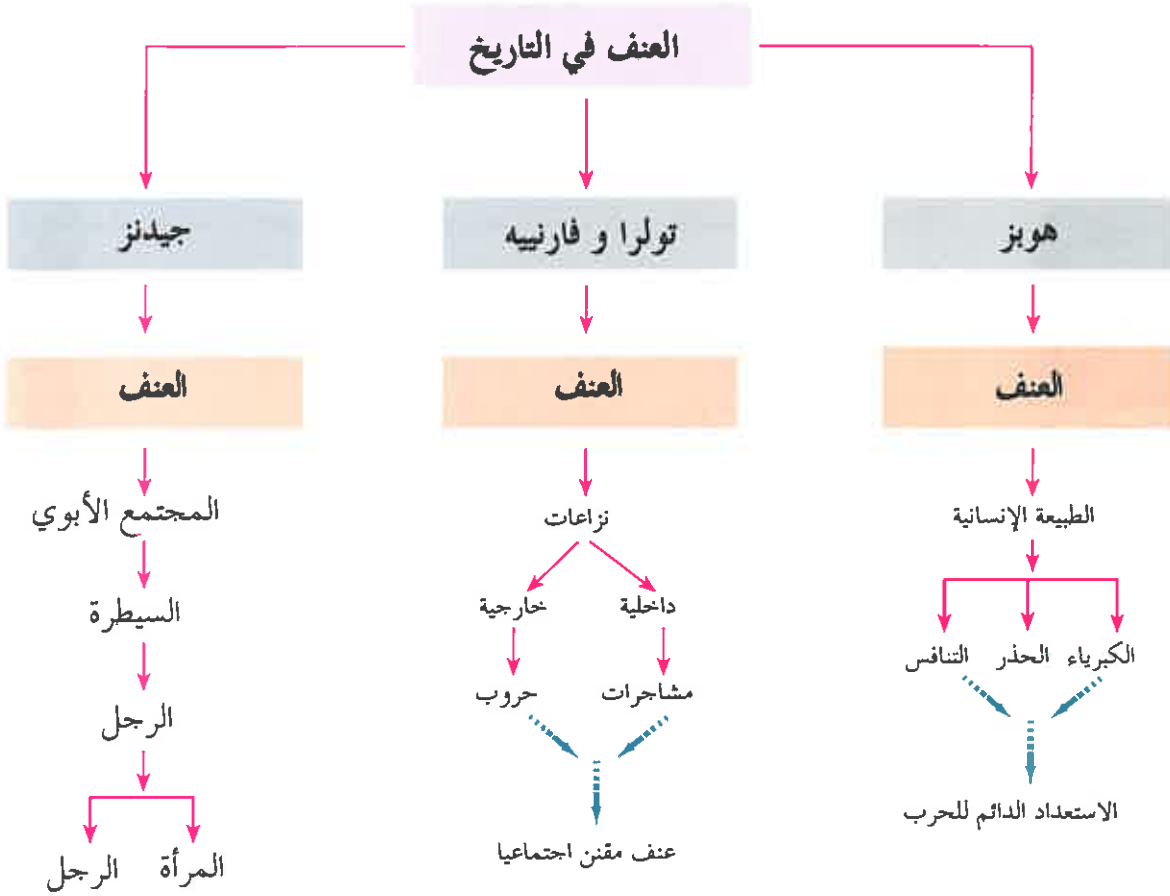 العنف في التاريخ
هوبز
تولرا و فارنييه
جيدنز
العنف
العنف
العنف
الطبيعة الإنسانية
نزاعات
المجتمع الأبوي
داخلية
خارجية
السيطرة
الكبرياء
الحذر
التنافس
مشاجرات
حروب
الرجل
الاستعداد الدائم للحرب
عنف مقنن اجتماعيا
المرأة
الرجل